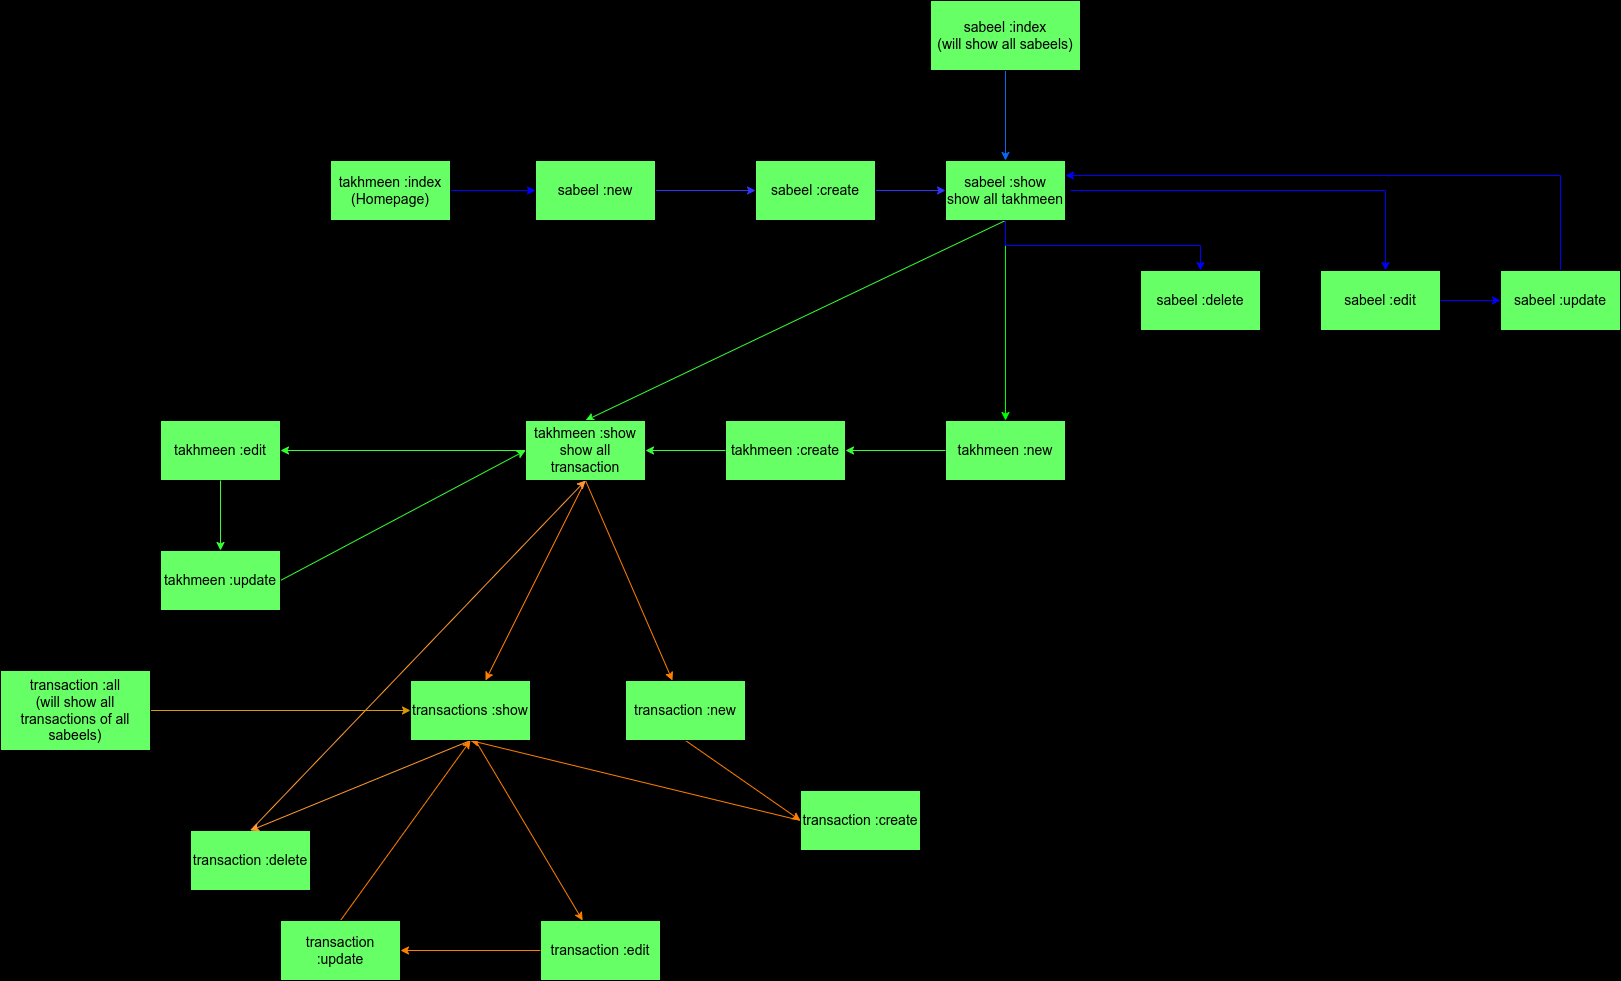 sabeel :index
(will show all sabeels)
takhmeen :index
(Homepage)
sabeel :new
sabeel :create
sabeel :show
show all takhmeen
sabeel :delete
sabeel :edit
sabeel :update
takhmeen :edit
takhmeen :show
show all
transaction
takhmeen :create
takhmeen :new
takhmeen :update
transaction :all
(will show all
transactions of all
sabeels)
transactions :show
transaction :new
transaction :create
transaction :delete
transaction
:update
transaction :edit